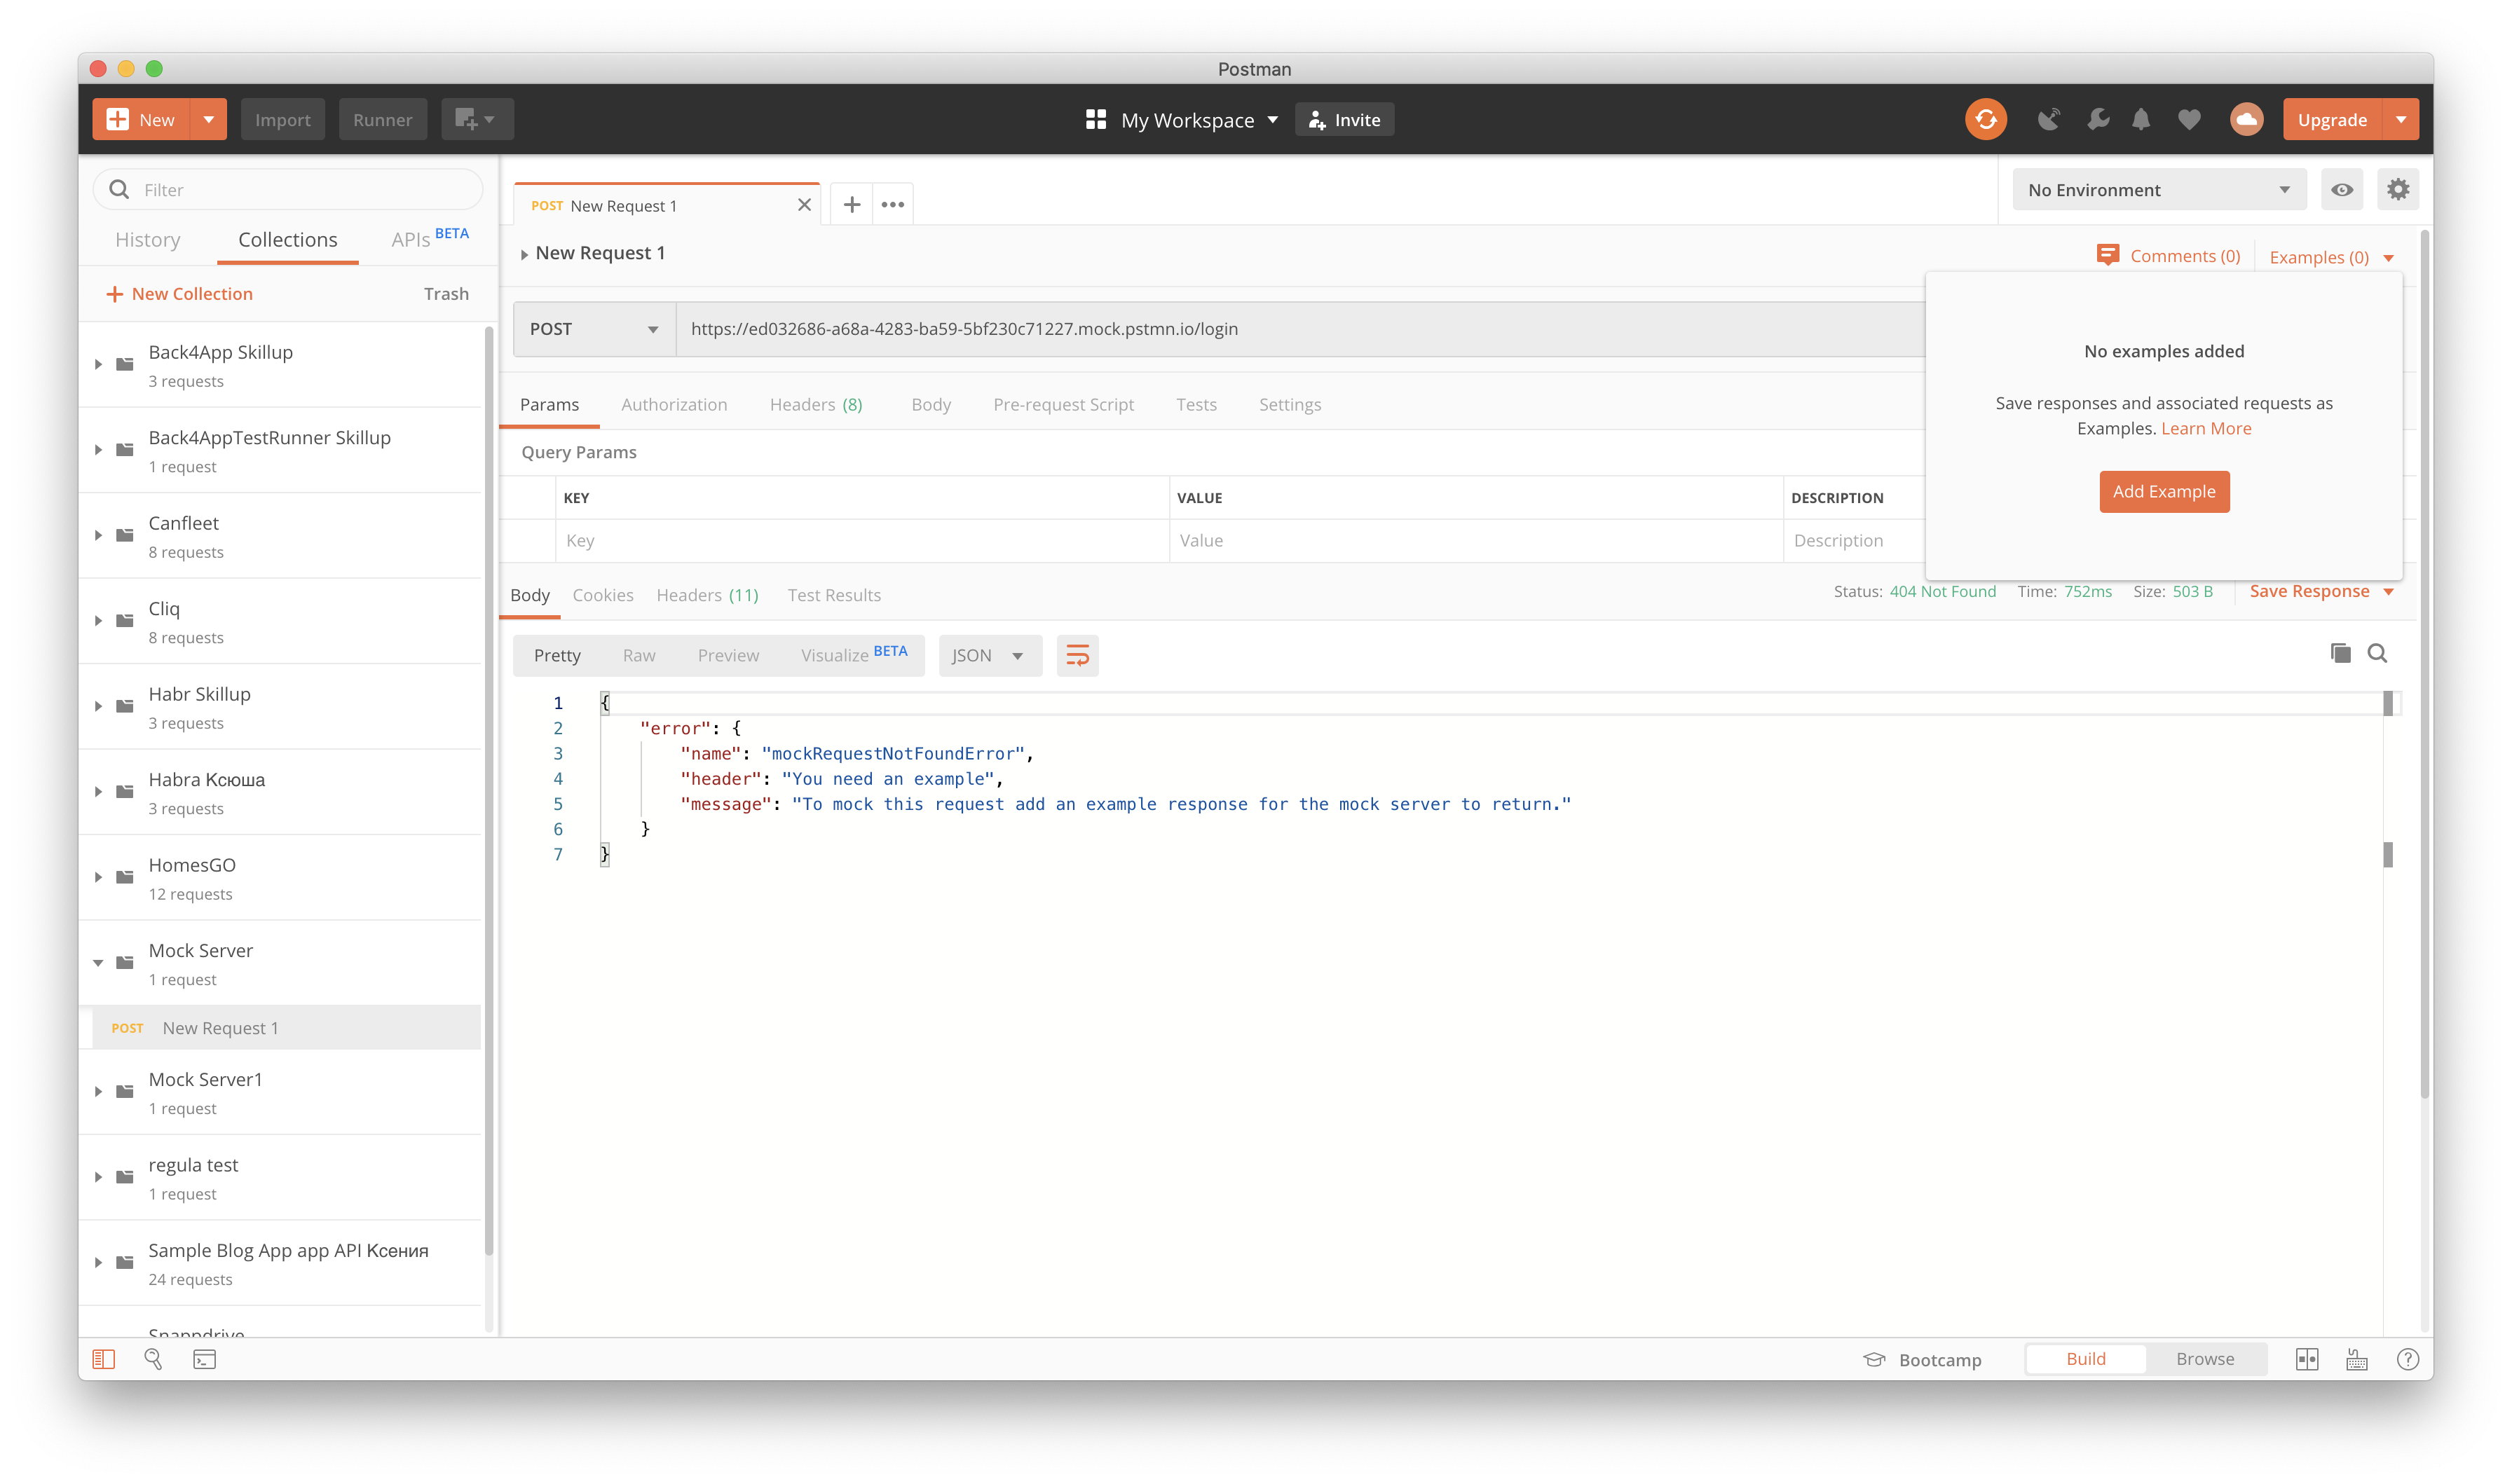 Postman
New
Import
Runner
My Workspace
Invite
Upgrade
Filter
History
Collections
APIs BETA
New Collection
Trash
Back4App Skillup
3 requests
Back4AppTestRunner Skillup
1 request
Canfleet
8 requests
Cliq
8 requests
Habr Skillup
3 requests
Habra Ксюша
3 requests
HomesGO
12 requests
Mock Server
1 request
POST New Request 1
Mock Server1
1 request
regula test
1 request
Sample Blog App app API Ксения
24 requests
Snappdrive
POST New Request 1
No Environment
New Request 1
Comments (0)
Examples (0)
POST
https://ed032686-a68a-4283-ba59-5bf230c71227.mock.pstmn.io/login
No examples added
Save responses and associated requests as
Examples. Learn More
Add Example
Params Authorization Headers (8) Body Pre-request Script Tests Settings
Query Params
KEY VALUE DESCRIPTION
Key Value Description
Body Cookies Headers (11) Test Results
Status: 404 Not Found Time: 752ms Size: 503 B Save Response
Pretty Raw Preview Visualize BETA JSON
1 {
2 "error": {
3 "name": "mockRequestNotFoundError",
4 "header": "You need an example",
5 "message": "To mock this request add an example response for the mock server to return."
6 }
7 }
Bootcamp
Build
Browse